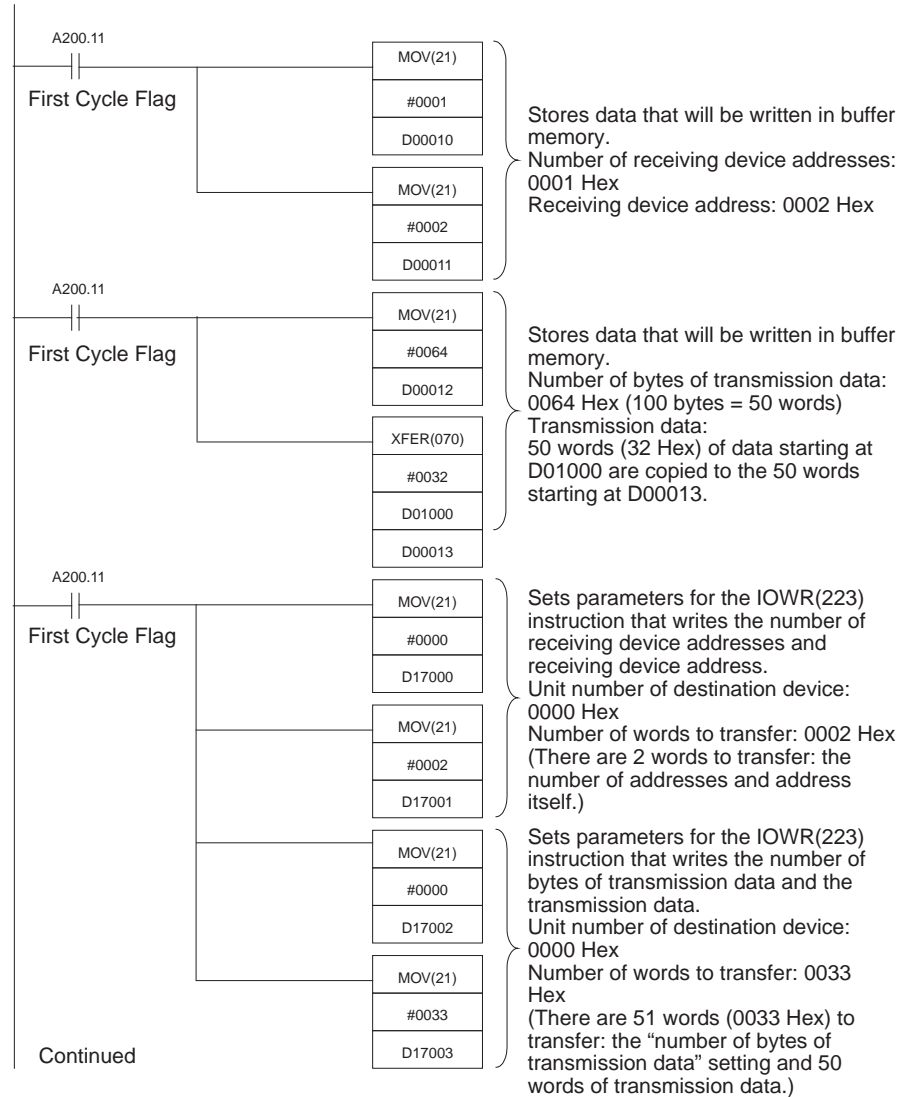 A200.11
First Cycle Flag
MOV(21)
#0001
D00010
MOV(21)
#0002
D00011
Stores data that will be written in buffer
memory.
Number of receiving device addresses:
0001 Hex
Receiving device address: 0002 Hex
A200.11
First Cycle Flag
MOV(21)
#0064
D00012
XFER(070)
#0032
D01000
D00013
Stores data that will be written in buffer
memory.
Number of bytes of transmission data:
0064 Hex (100 bytes = 50 words)
Transmission data:
50 words (32 Hex) of data starting at
D01000 are copied to the 50 words
starting at D00013.
A200.11
First Cycle Flag
MOV(21)
#0000
D17000
MOV(21)
#0002
D17001
Sets parameters for the IOWR(223)
instruction that writes the number of
receiving device addresses and
receiving device address.
Unit number of destination device:
0000 Hex
Number of words to transfer: 0002 Hex
(There are 2 words to transfer: the
number of addresses and address
itself.)
MOV(21)
#0000
D17002
MOV(21)
#0033
D17003
Sets parameters for the IOWR(223)
instruction that writes the number of
bytes of transmission data and the
transmission data.
Unit number of destination device:
0000 Hex
Number of words to transfer: 0033
Hex
(There are 51 words (0033 Hex) to
transfer: the “number of bytes of
transmission data” setting and 50
words of transmission data.)
Continued